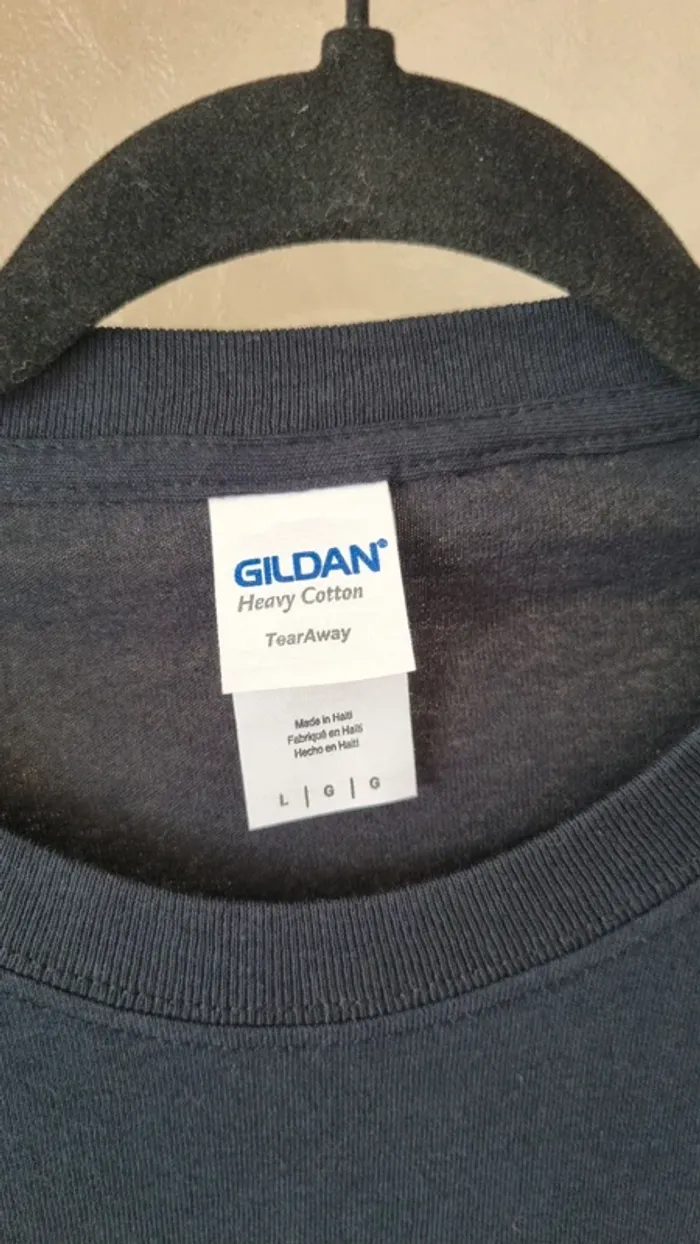 GILDAN®
Heavy Cotton
TearAway
Made in Haiti
Fabriqué en Haïti
Hecho en Haití
L | G | G